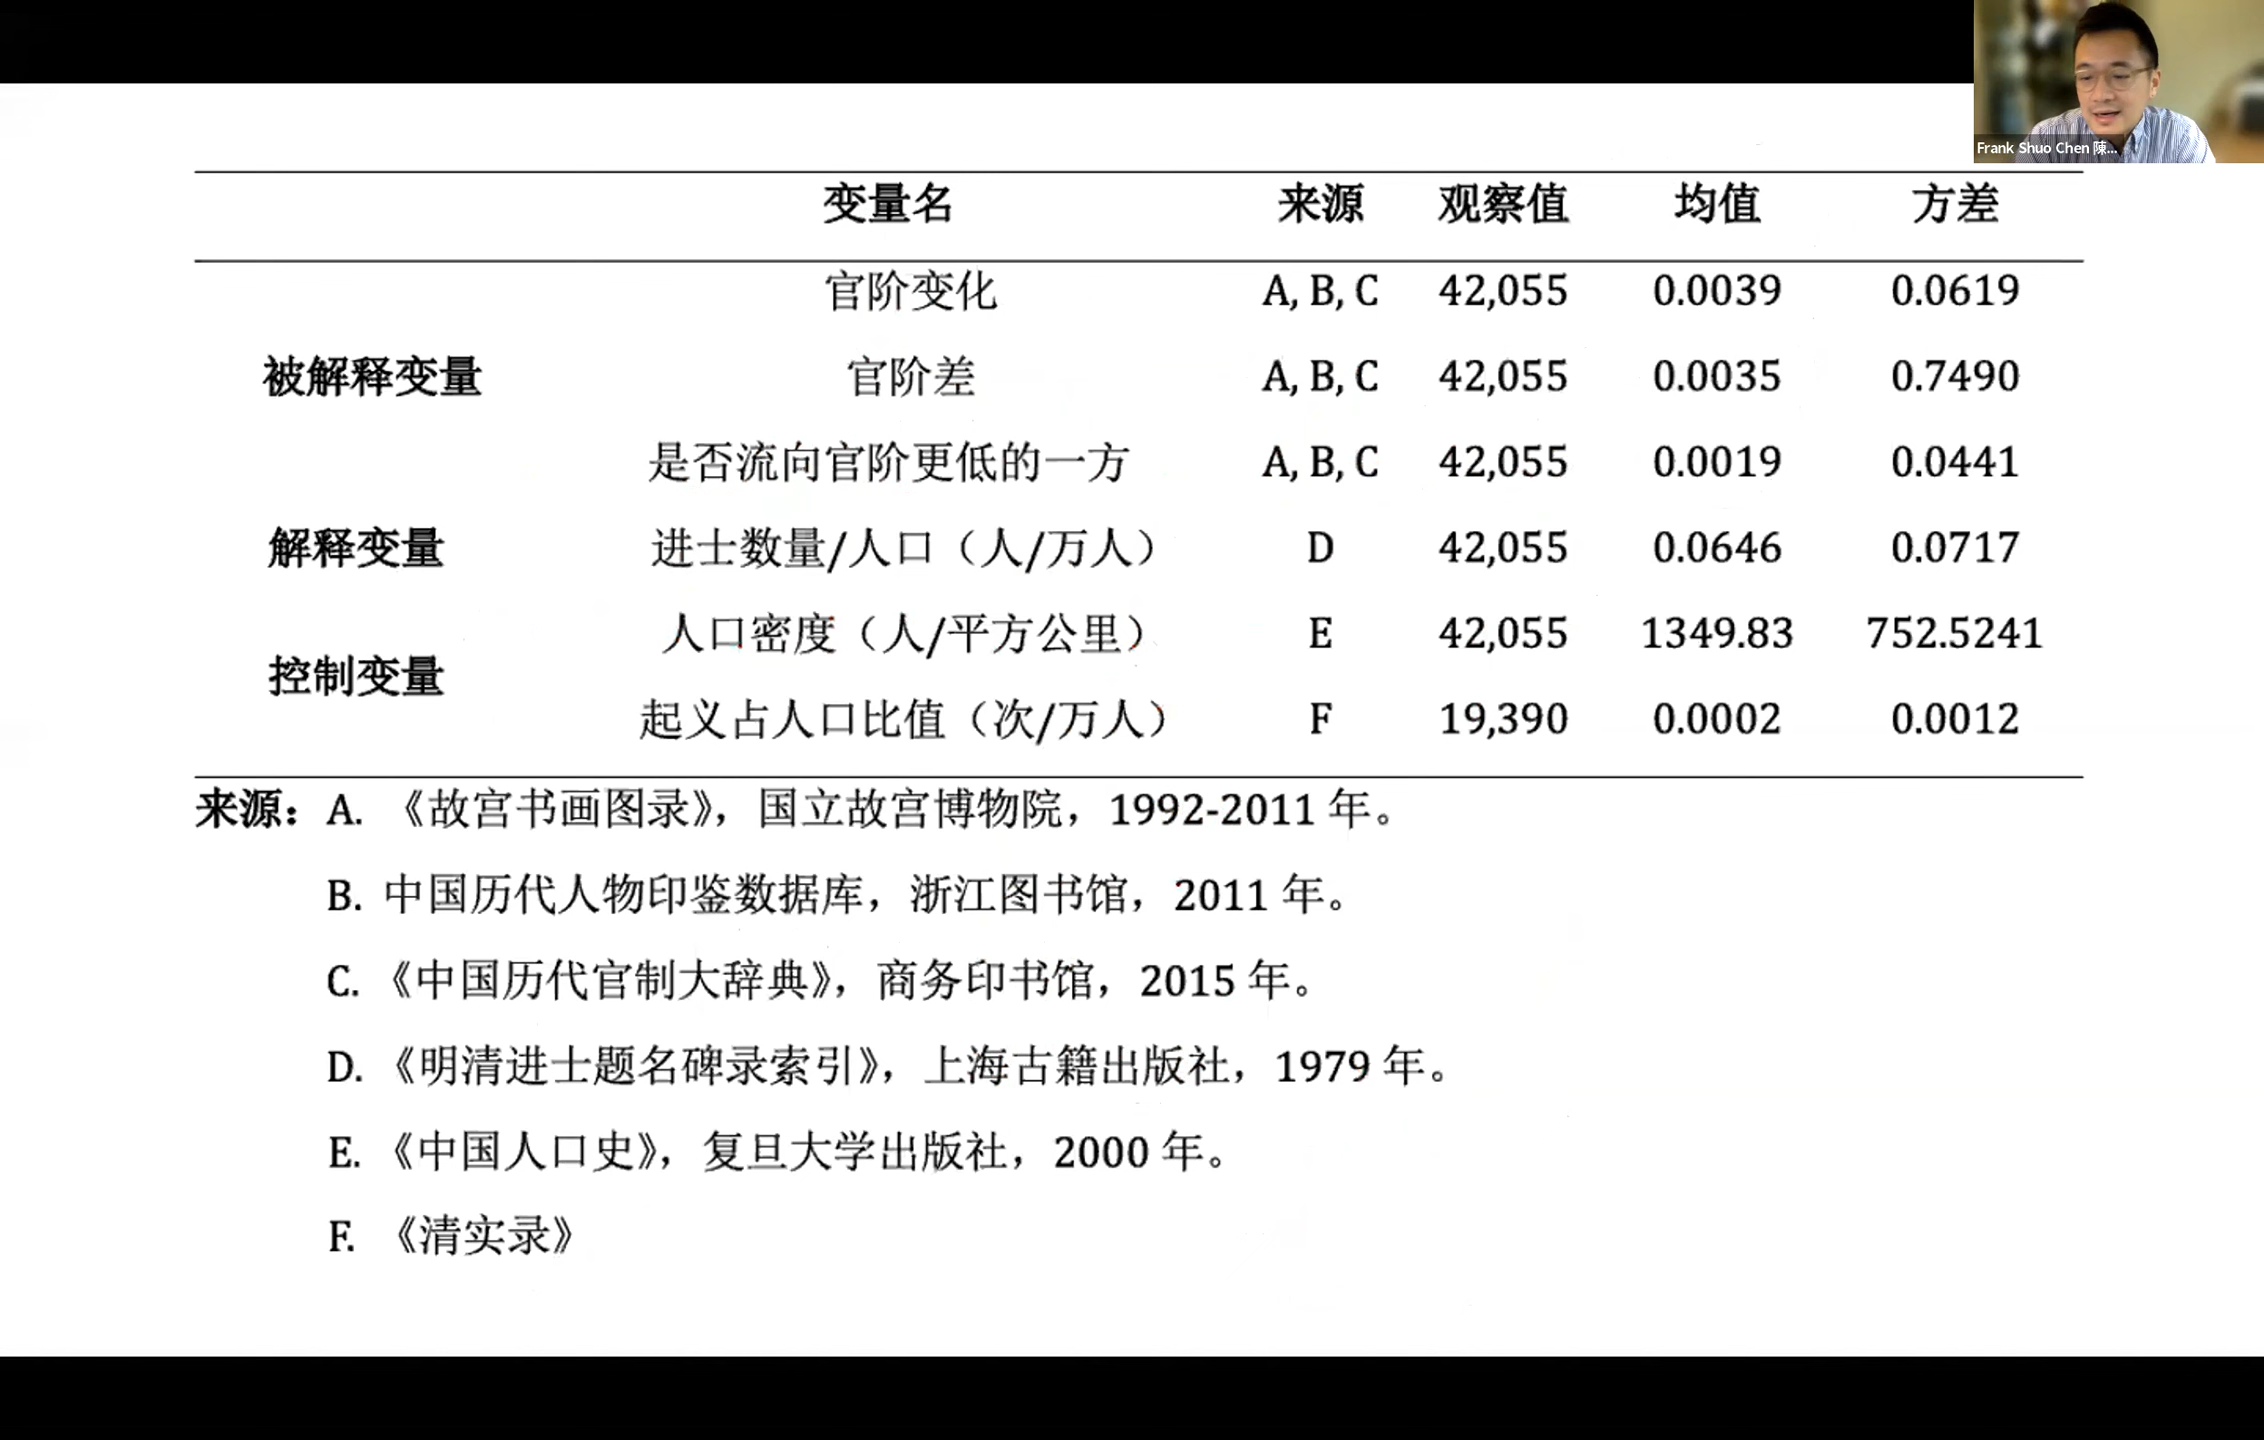 Frank Shuo Chen 陳...
变量名 来源 观察值 均值 方差
官阶变化 A, B, C 42,055 0.0039 0.0619
被解释变量 官阶差 A, B, C 42,055 0.0035 0.7490
是否流向官阶更低的一方 A, B, C 42,055 0.0019 0.0441
解释变量 进士数量/人口（人/万人） D 42,055 0.0646 0.0717
人口密度（人/平方公里） E 42,055 1349.83 752.5241
控制变量
起义占人口比值（次/万人） F 19,390 0.0002 0.0012
来源：A. 《故宫书画图录》，国立故宫博物院，1992-2011 年。
B. 中国历代人物印鉴数据库，浙江图书馆，2011 年。
C. 《中国历代官制大辞典》，商务印书馆，2015 年。
D. 《明清进士题名碑录索引》，上海古籍出版社，1979 年。
E. 《中国人口史》，复旦大学出版社，2000 年。
F. 《清实录》